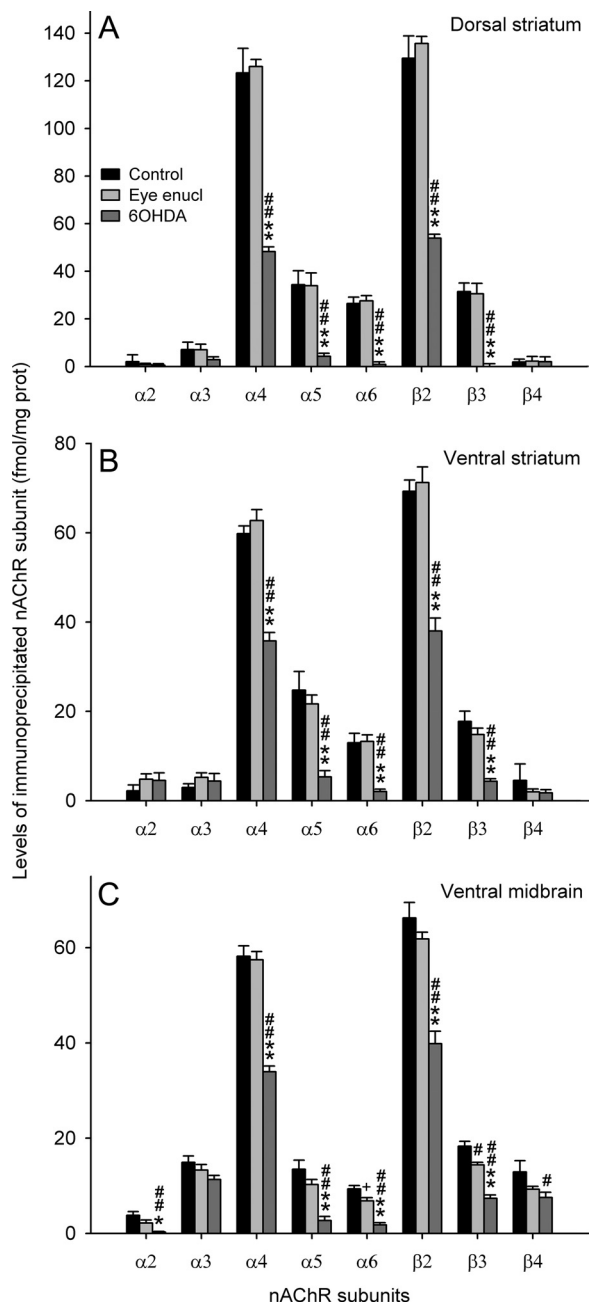 Levels of immunoprecipitated nAChR subunit (fmol/mg prot)
A
Dorsal striatum
140
120
100
80
60
40
20
0
Control
Eye enucl
6OHDA
##**
##**
##**
##**
##**
α2 α3 α4 α5 α6 β2 β3 β4
B
Ventral striatum
80
60
40
20
0
##**
##**
##**
##**
##**
α2 α3 α4 α5 α6 β2 β3 β4
C
Ventral midbrain
60
40
20
0
##*
##**
##**
+
##**
##**
#
##**
#
α2 α3 α4 α5 α6 β2 β3 β4
nAChR subunits